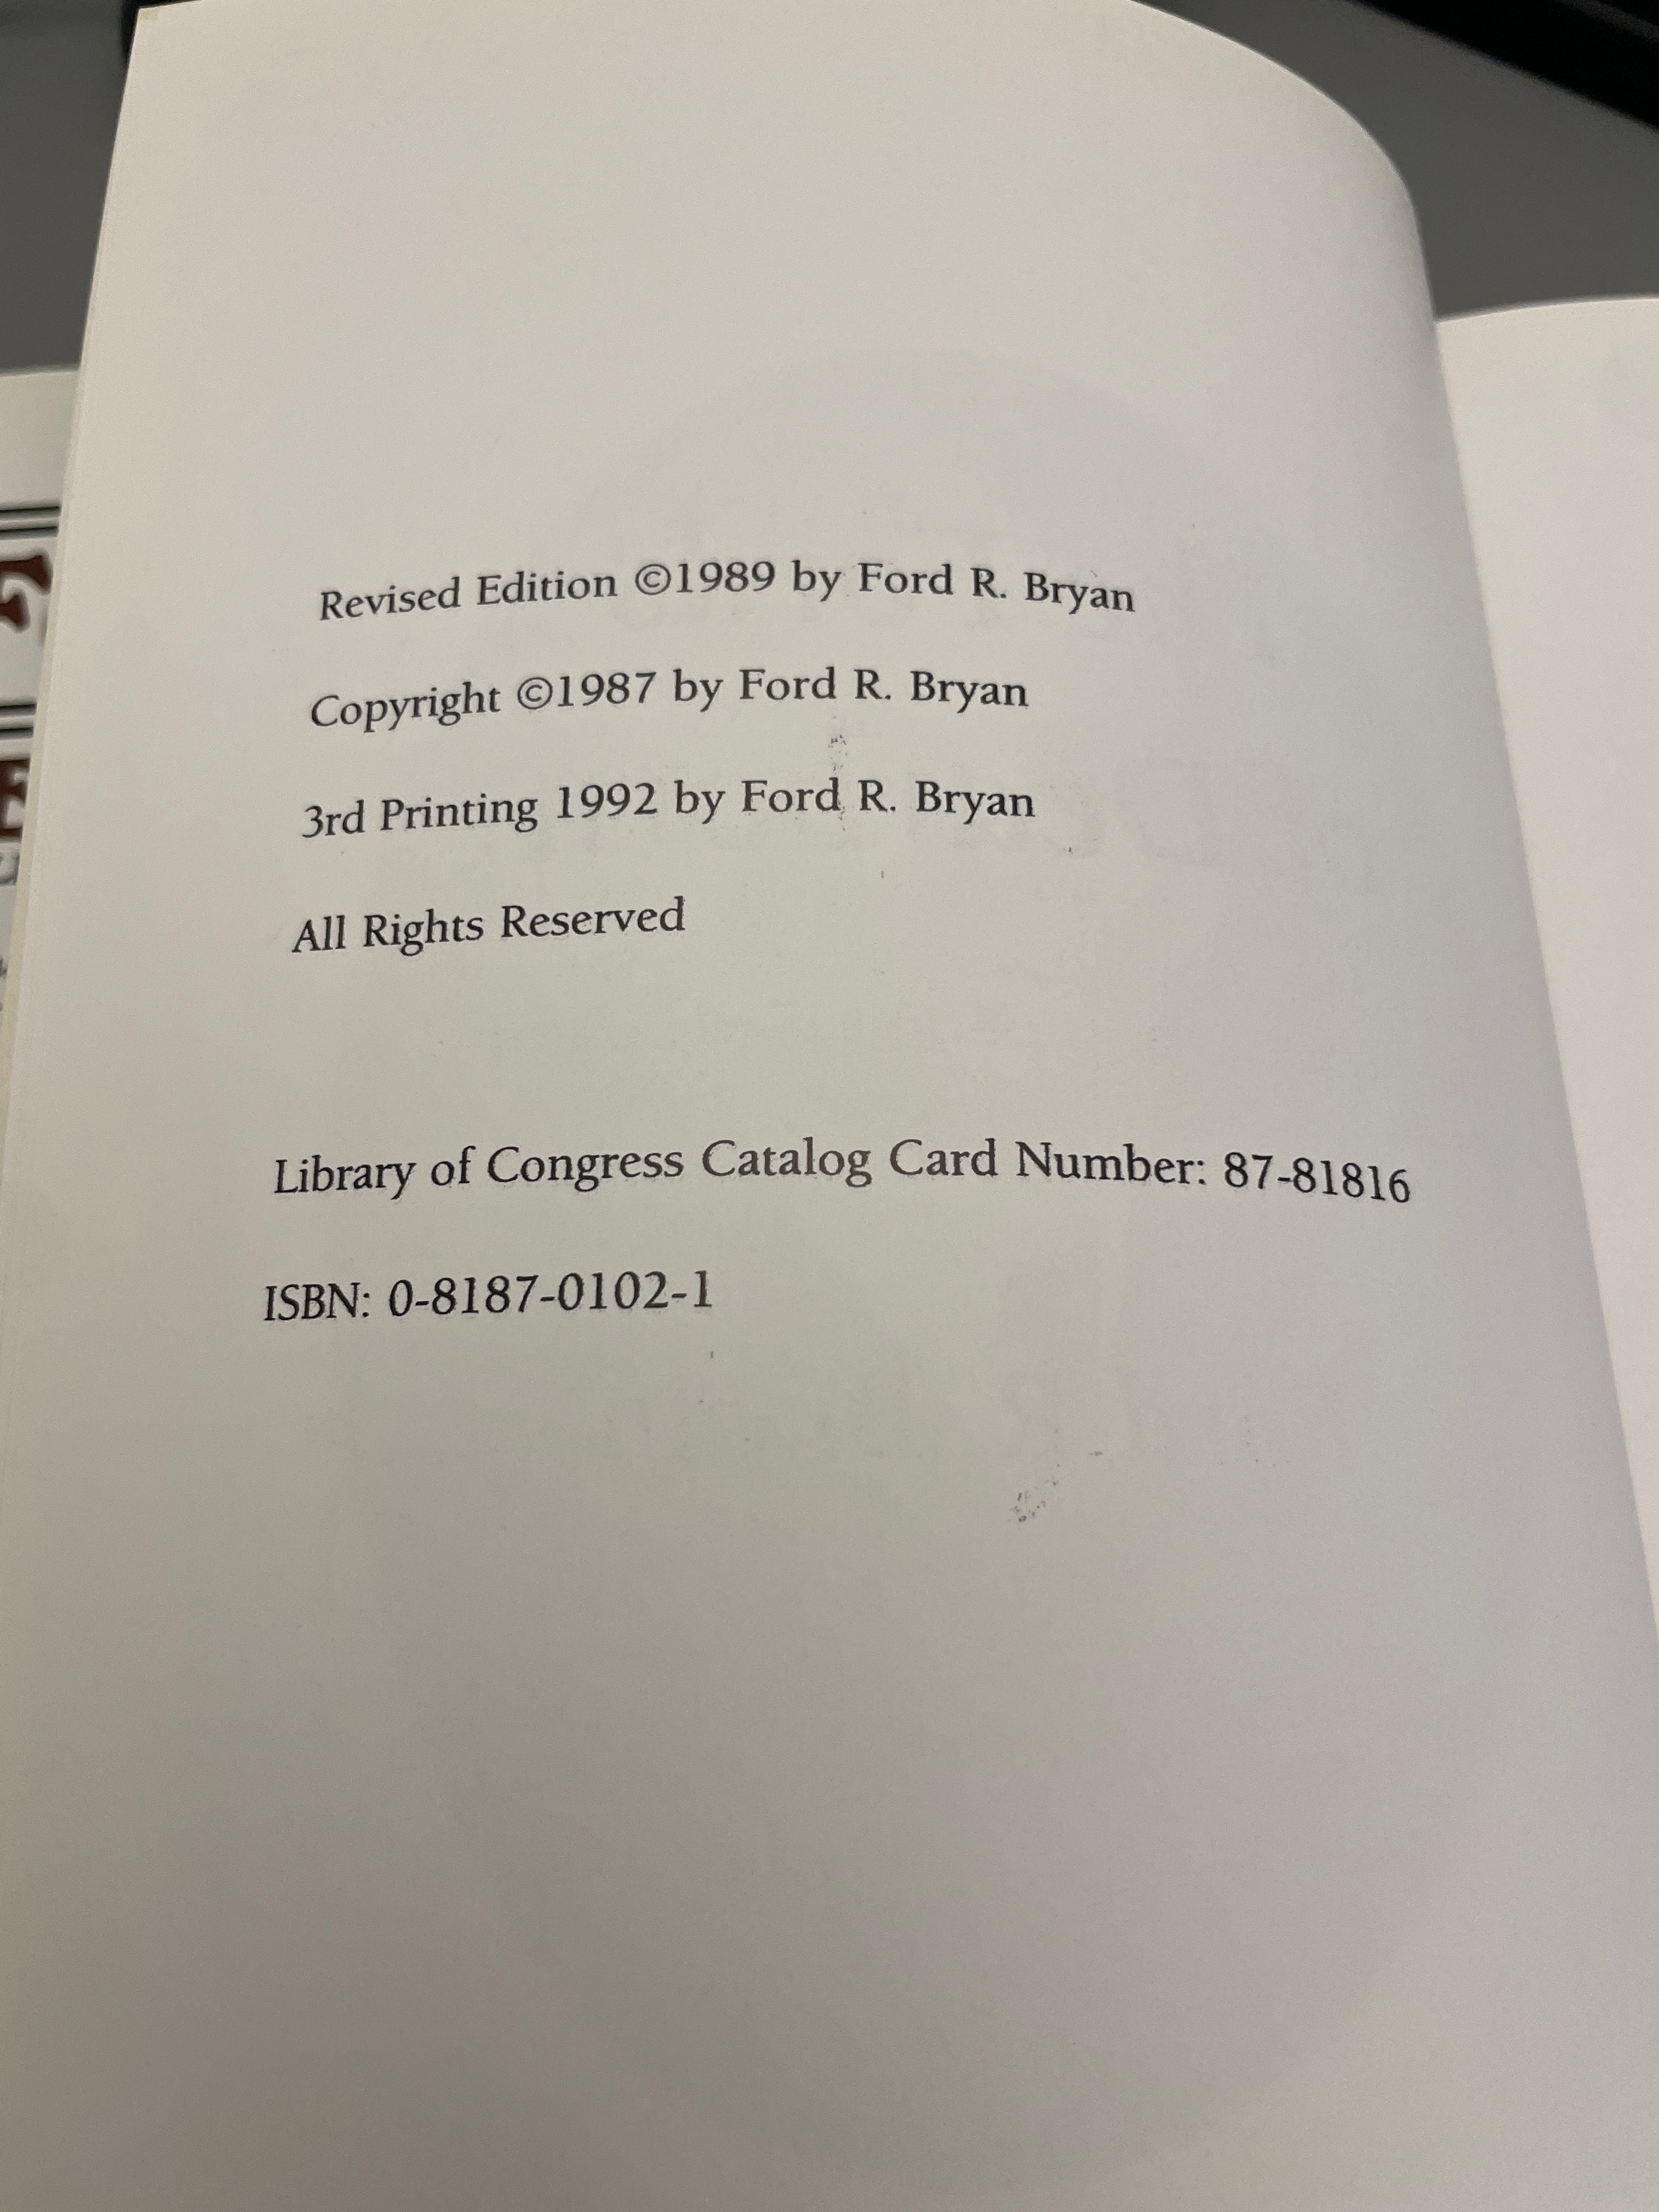 Revised Edition ©1989 by Ford R. Bryan
Copyright ©1987 by Ford R. Bryan
3rd Printing 1992 by Ford R. Bryan
All Rights Reserved
Library of Congress Catalog Card Number: 87-81816
ISBN: 0-8187-0102-1